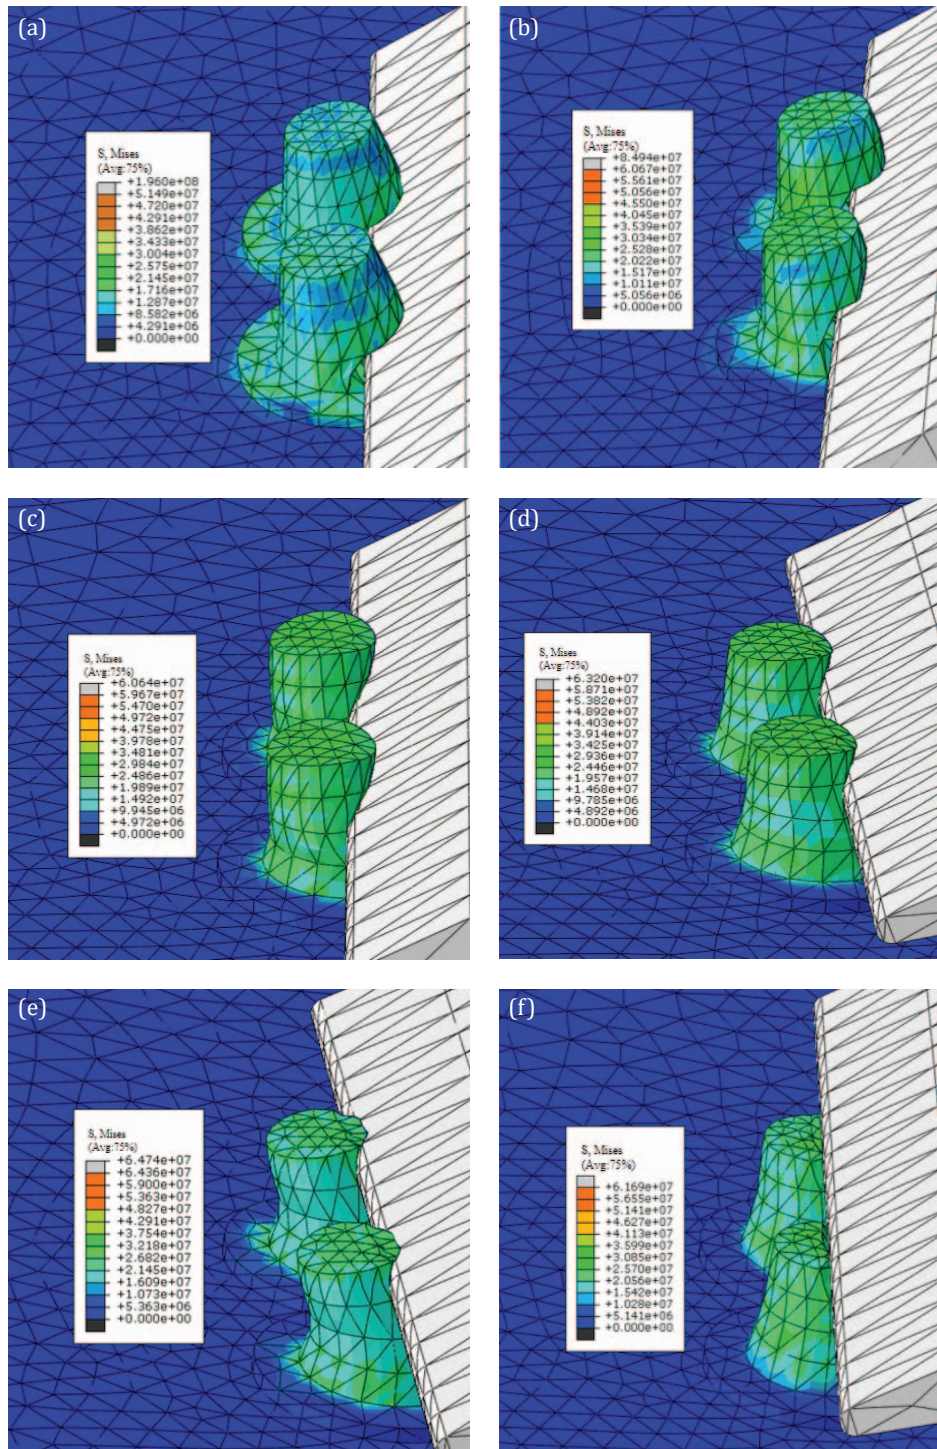 (a)
S, Mises
(Avg:75%)
+1.960e+08
+5.149e+07
+4.720e+07
+4.291e+07
+3.862e+07
+3.433e+07
+3.004e+07
+2.575e+07
+2.145e+07
+1.716e+07
+1.287e+07
+8.582e+06
+4.291e+06
+0.000e+00
(b)
S, Mises
(Avg:75%)
+8.494e+07
+6.067e+07
+5.561e+07
+5.056e+07
+4.550e+07
+4.045e+07
+3.539e+07
+3.034e+07
+2.528e+07
+2.022e+07
+1.517e+07
+1.011e+07
+5.056e+06
+0.000e+00
(c)
S, Mises
(Avg:75%)
+6.064e+07
+5.967e+07
+5.470e+07
+4.972e+07
+4.475e+07
+3.978e+07
+3.481e+07
+2.984e+07
+2.486e+07
+1.989e+07
+1.492e+07
+9.945e+06
+4.972e+06
+0.000e+00
(d)
S, Mises
(Avg:75%)
+6.320e+07
+5.871e+07
+5.382e+07
+4.892e+07
+4.403e+07
+3.914e+07
+3.425e+07
+2.936e+07
+2.446e+07
+1.957e+07
+1.468e+07
+9.785e+06
+4.892e+06
+0.000e+00
(e)
S, Mises
(Avg:75%)
+6.474e+07
+6.436e+07
+5.900e+07
+5.363e+07
+4.827e+07
+4.291e+07
+3.754e+07
+3.218e+07
+2.682e+07
+2.145e+07
+1.609e+07
+1.073e+07
+5.363e+06
+0.000e+00
(f)
S, Mises
(Avg:75%)
+6.169e+07
+5.655e+07
+5.141e+07
+4.627e+07
+4.113e+07
+3.599e+07
+3.085e+07
+2.570e+07
+2.056e+07
+1.542e+07
+1.028e+07
+5.141e+06
+0.000e+00